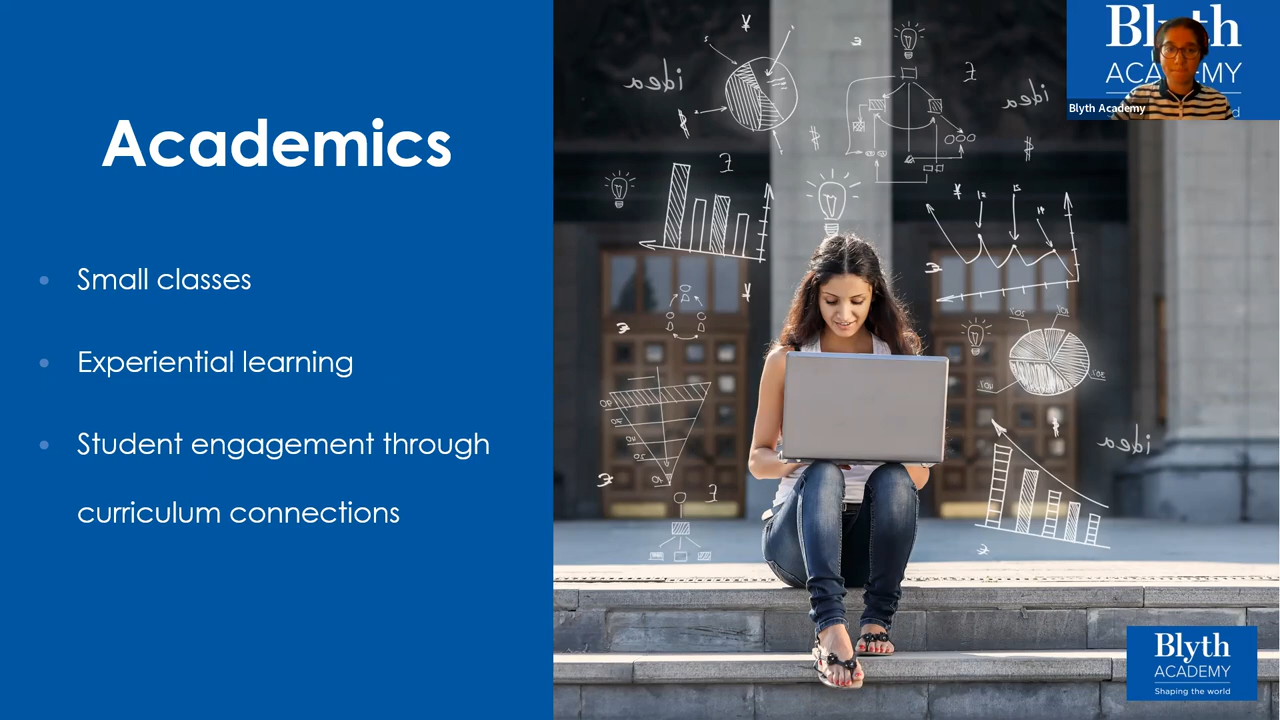 Academics
Small classes
Experiential learning
Student engagement through
curriculum connections
idea
idea
idea
Blyth
ACADEMY
Blyth Academy
Blyth
ACADEMY
Shaping the world